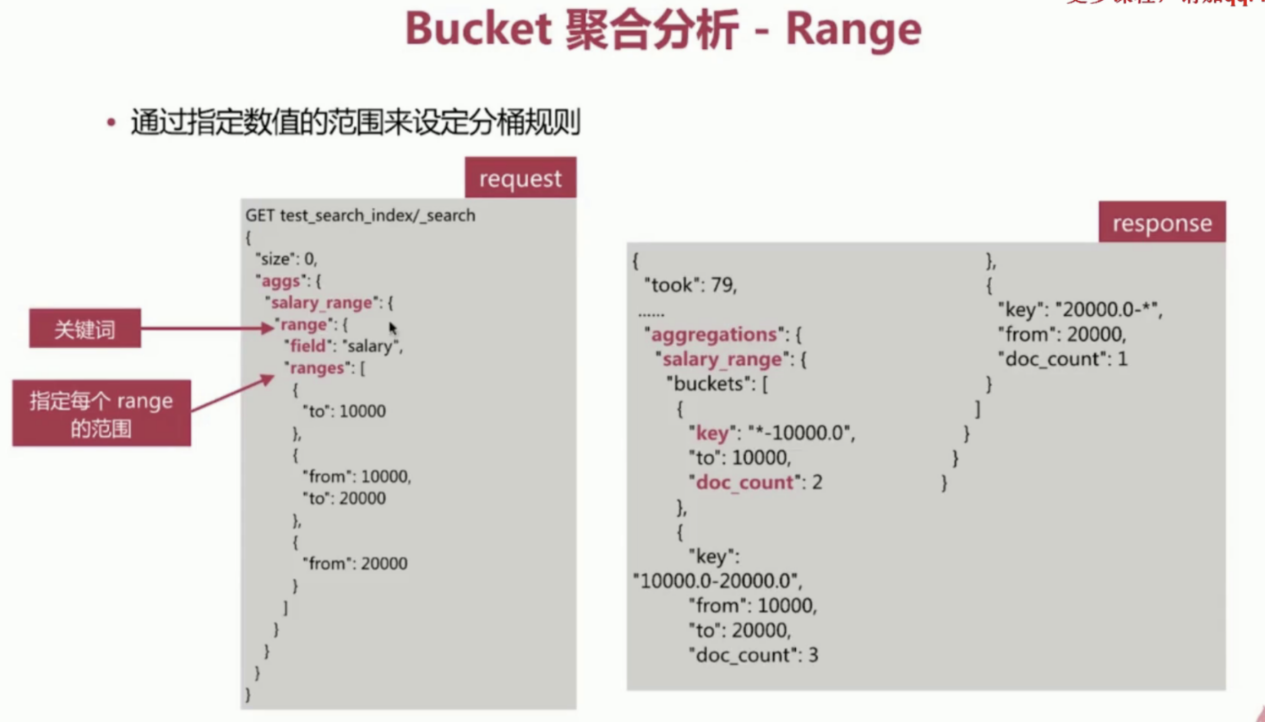 Bucket 聚合分析 - Range
• 通过指定数值的范围来设定分桶规则
request
GET test_search_index/_search
{
"size": 0,
"aggs": {
"salary_range": {
"range": {
"field": "salary",
"ranges": [
{
"to": 10000
},
{
"from": 10000,
"to": 20000
},
{
"from": 20000
}
]
}
}
}
}
关键词
指定每个 range
的范围
response
{
"took": 79,
......
"aggregations": {
"salary_range": {
"buckets": [
{
"key": "*-10000.0",
"to": 10000,
"doc_count": 2
},
{
"key":
"10000.0-20000.0",
"from": 10000,
"to": 20000,
"doc_count": 3
},
{
"key": "20000.0-*",
"from": 20000,
"doc_count": 1
}
]
}
}
}